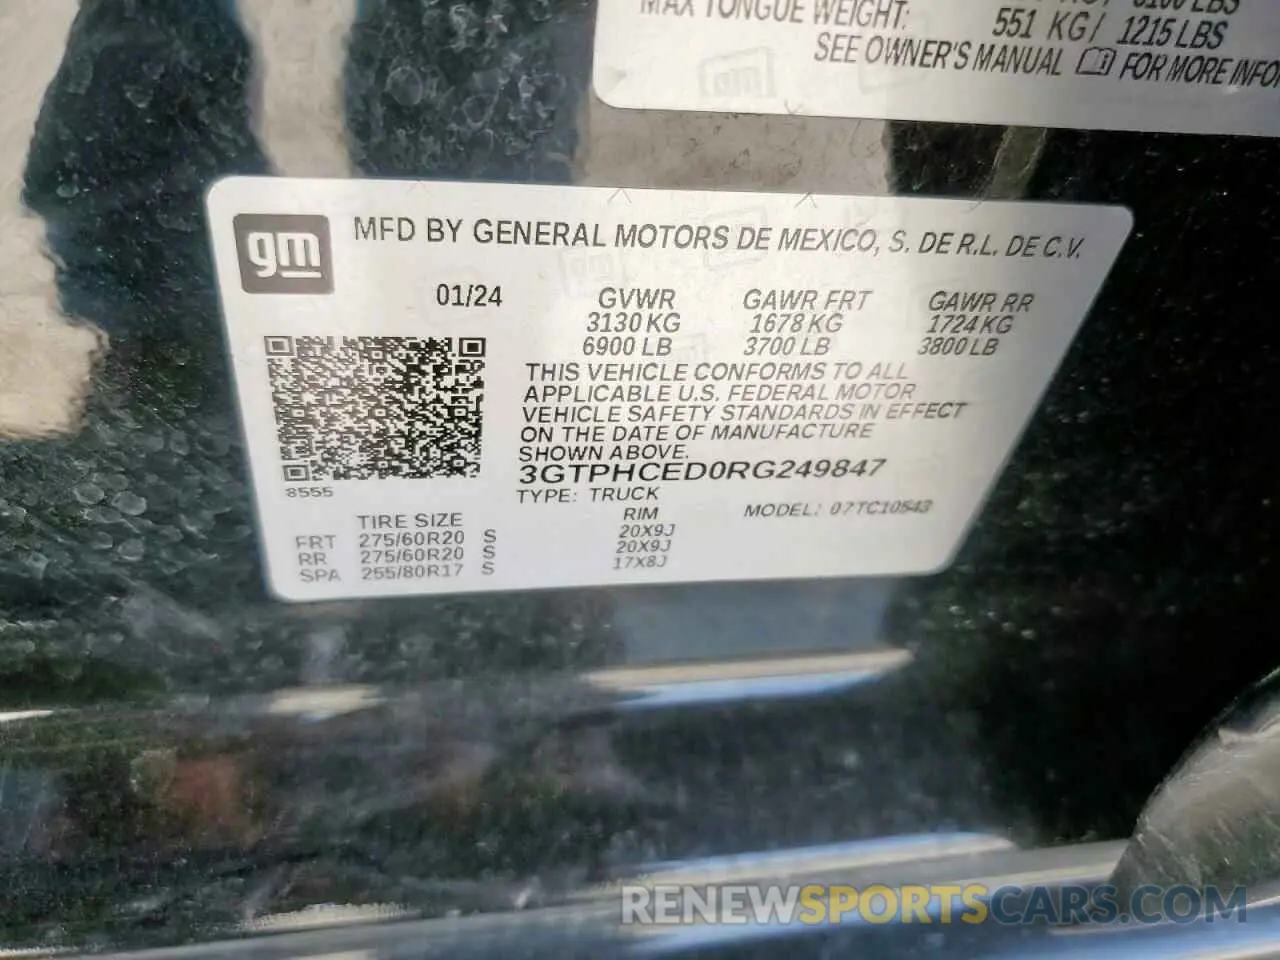 3100 LBS
MAX TONGUE WEIGHT: 551 KG/ 1215 LBS
SEE OWNER'S MANUAL FOR MORE INFO
gm
gm MFD BY GENERAL MOTORS DE MEXICO, S. DE R.L. DE C.V.
01/24 GVWR GAWR FRT GAWR RR
3130 KG 1678 KG 1724 KG
6900 LB 3700 LB 3800 LB
THIS VEHICLE CONFORMS TO ALL
APPLICABLE U.S. FEDERAL MOTOR
VEHICLE SAFETY STANDARDS IN EFFECT
ON THE DATE OF MANUFACTURE
SHOWN ABOVE.
3GTPHCED0RG249847
8555 TYPE: TRUCK MODEL: 07TC10543
TIRE SIZE RIM
FRT 275/60R20 S 20X9J
RR 275/60R20 S 20X9J
SPA 255/80R17 S 17X8J
RENEWSPORTSCARS.COM